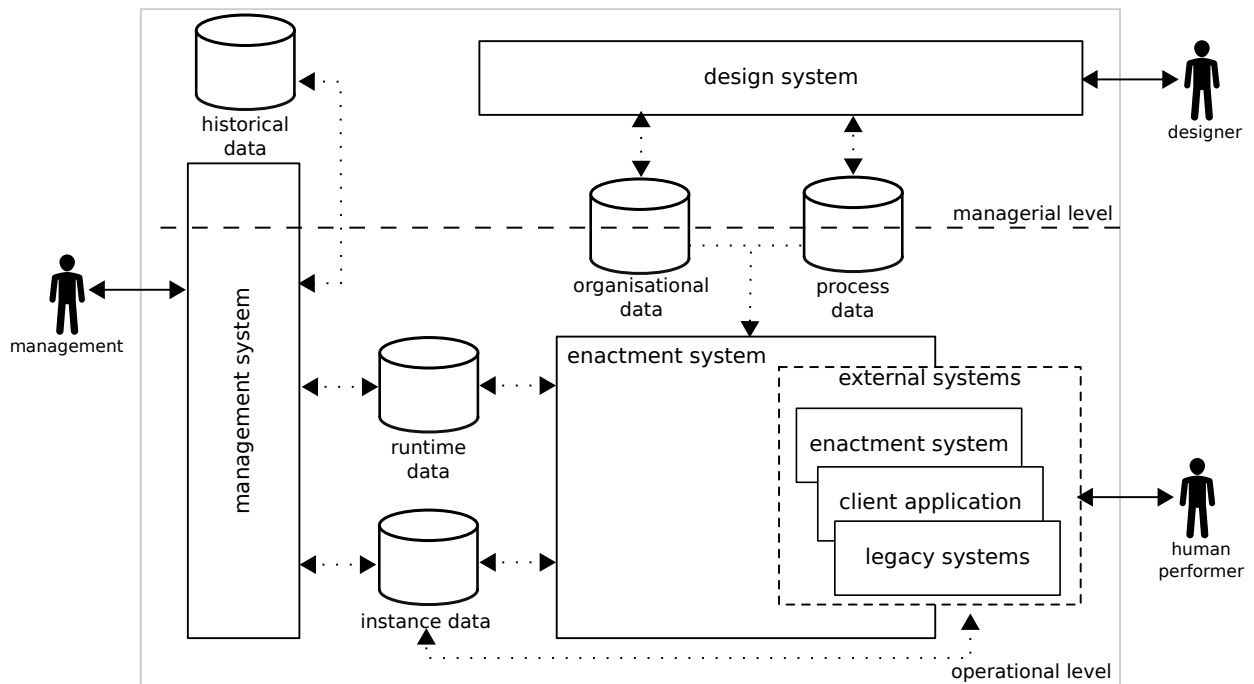 design system
historical
data
designer
managerial level
organisational
data
process
data
management
management system
enactment system
external systems
runtime
data
enactment system
client application
legacy systems
human
performer
instance data
operational level